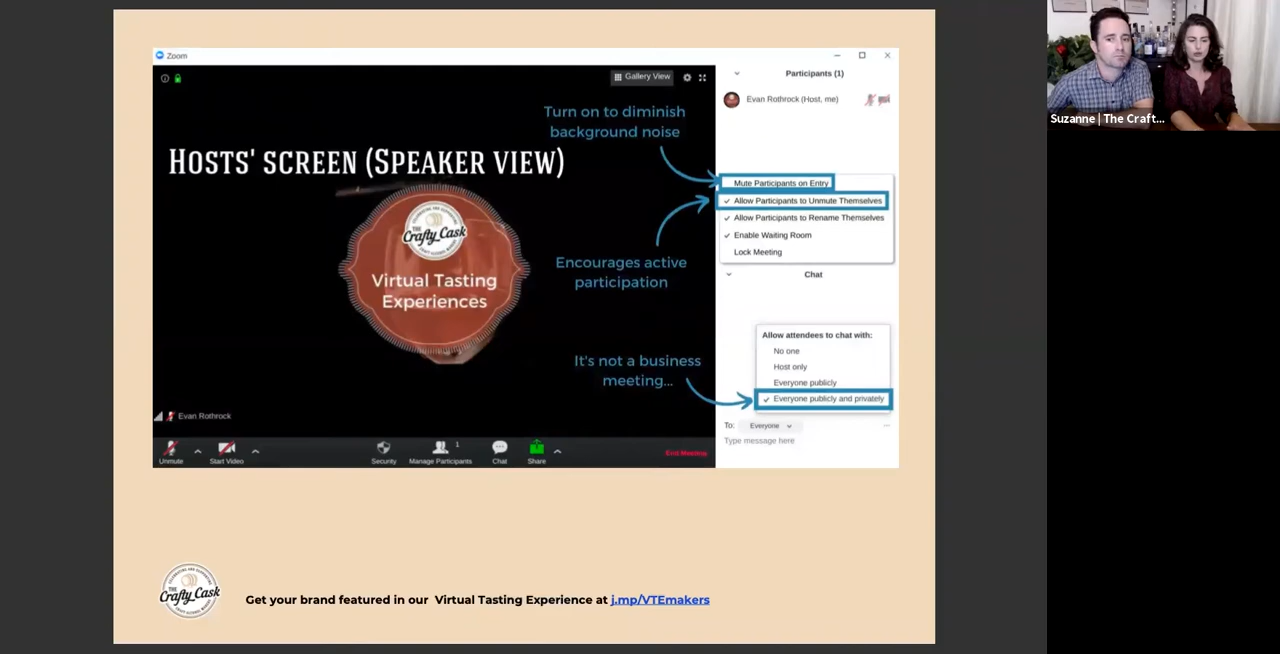 Zoom
Gallery View
Participants (1)
Evan Rothrock (Host, me)
Turn on to diminish
background noise
HOSTS' SCREEN (SPEAKER VIEW)
Mute Participants on Entry
Allow Participants to Unmute Themselves
Allow Participants to Rename Themselves
Enable Waiting Room
Lock Meeting
THE
Crafty Cask
Virtual Tasting
Experiences
Encourages active
participation
Chat
Allow attendees to chat with:
No one
Host only
Everyone publicly
Everyone publicly and privately
It's not a business
meeting...
To: Everyone
Type message here
Evan Rothrock
Unmute
Start Video
Security
1
Manage Participants
Chat
Share
End Meeting
THE
Crafty Cask
Get your brand featured in our Virtual Tasting Experience at j.mp/VTEmakers
Suzanne | The Craft...